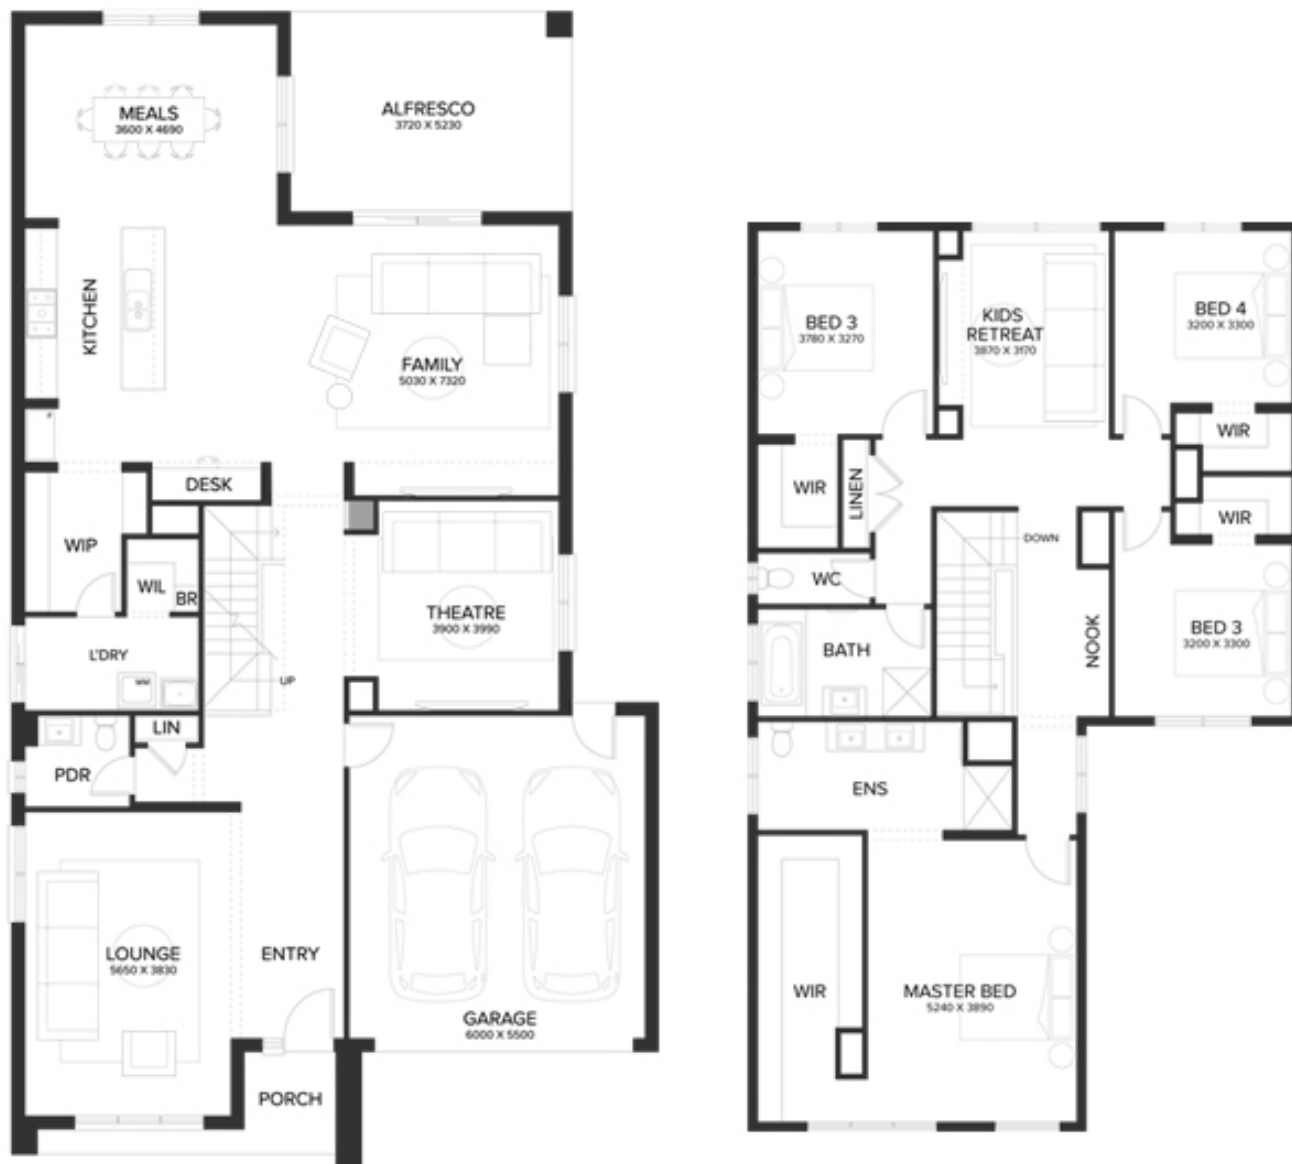 MEALS
3600 X 4690
ALFRESCO
3720 X 5230
KITCHEN
FAMILY
5030 X 7320
F
DESK
WIP
WIL
BR
THEATRE
3900 X 3990
L'DRY
WM
UP
LIN
PDR
LOUNGE
5650 X 3830
ENTRY
GARAGE
6000 X 5500
PORCH
BED 3
3780 X 3270
KIDS
RETREAT
3870 X 3170
BED 4
3200 X 3300
WIR
WIR
LINEN
WIR
DOWN
WC
BATH
NOOK
BED 3
3200 X 3300
ENS
WIR
MASTER BED
5240 X 3890